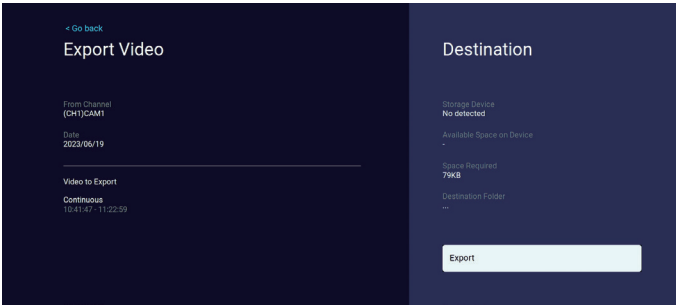 < Go back
Export Video
From Channel
(CH1)CAM1
Date
2023/06/19
Video to Export
Continuous
10:41:47 - 11:22:59
Destination
Storage Device
No detected
Available Space on Device
-
Space Required
79KB
Destination Folder
...
Export